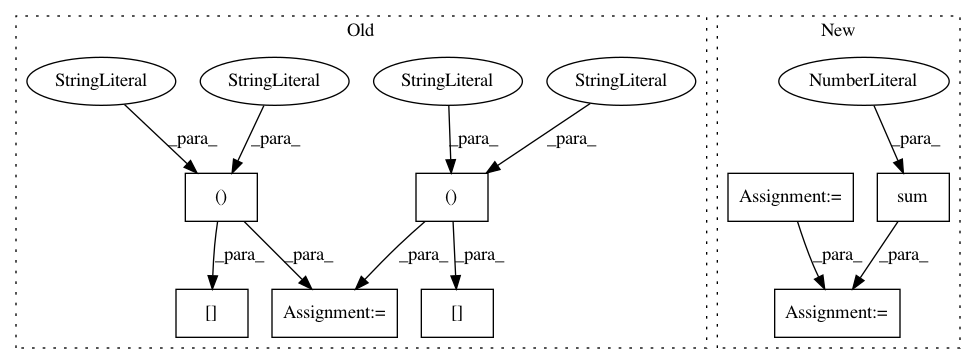 Old
New
StringLiteral StringLiteral StringLiteral StringLiteral NumberLiteral
_para_ _para_ _para_ _para_ _para_
() () Assignment:= sum
_para_ _para_ _para_ _para_ _para_ _para_
[] Assignment:= [] Assignment:=